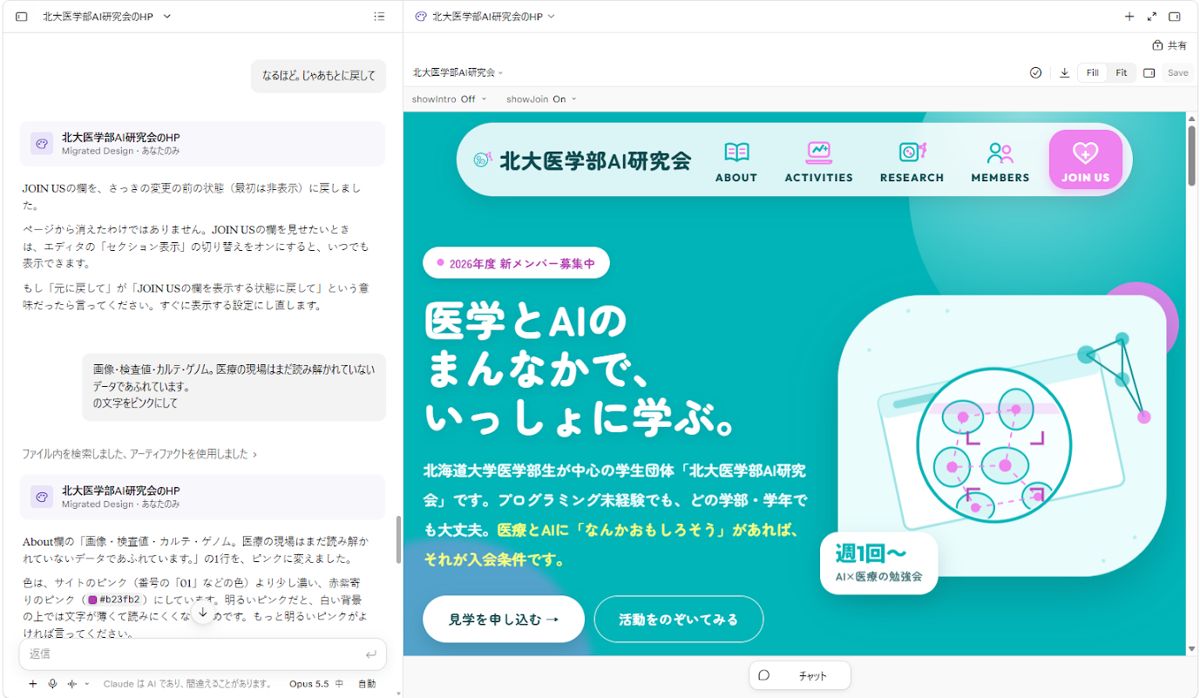 北大医学部AI研究会のHP
なるほど。じゃあもとに戻して
北大医学部AI研究会のHP
Migrated Design・あなたのみ
JOIN USの欄を、さっきの変更の前の状態（最初は非表示）に戻しまし
た。
ページから消えたわけではありません。JOIN USの欄を見せたいとき
は、エディタの「セクション表示」の切り替えをオンにすると、いつでも
表示できます。
もし「元に戻して」が「JOIN USの欄を表示する状態に戻して」という意
味だったら言ってください。すぐに表示する設定にし直します。
画像・検査値・カルテ・ゲノム。医療の現場はまだ読み解かれていない
データであふれています。
の文字をピンクにして
ファイル内を検索しました、アーティファクトを使用しました
北大医学部AI研究会のHP
Migrated Design・あなたのみ
About欄の「画像・検査値・カルテ・ゲノム。医療の現場はまだ読み解か
れていないデータであふれています。」の1行を、ピンクに変えました。
色は、サイトのピンク（番号の「01」などの色）より少し濃い、赤紫寄
りのピンク（#b23fb2）にしています。明るいピンクだと、白い背景
の上では文字が薄くて読みにくくな めです。もっと明るいピンクがよ
ければ言ってください。
返信
Claude は AI であり、間違えることがあります。
Opus 5.5 中
自動
北大医学部AI研究会のHP
共有
北大医学部AI研究会
Fill
Fit
Save
showIntro Off
showJoin On
北大医学部AI研究会
ABOUT
ACTIVITIES
RESEARCH
MEMBERS
JOIN US
2026年度 新メンバー募集中
医学とAIの
まんなかで、
いっしょに学ぶ。
北海道大学医学部生が中心の学生団体「北大医学部AI研究
会」です。プログラミング未経験でも、どの学部・学年で
も大丈夫。医療とAIに「なんかおもしろそう」があれば、
それが入会条件です。
週1回〜
AI×医療の勉強会
見学を申し込む →
活動をのぞいてみる
チャット